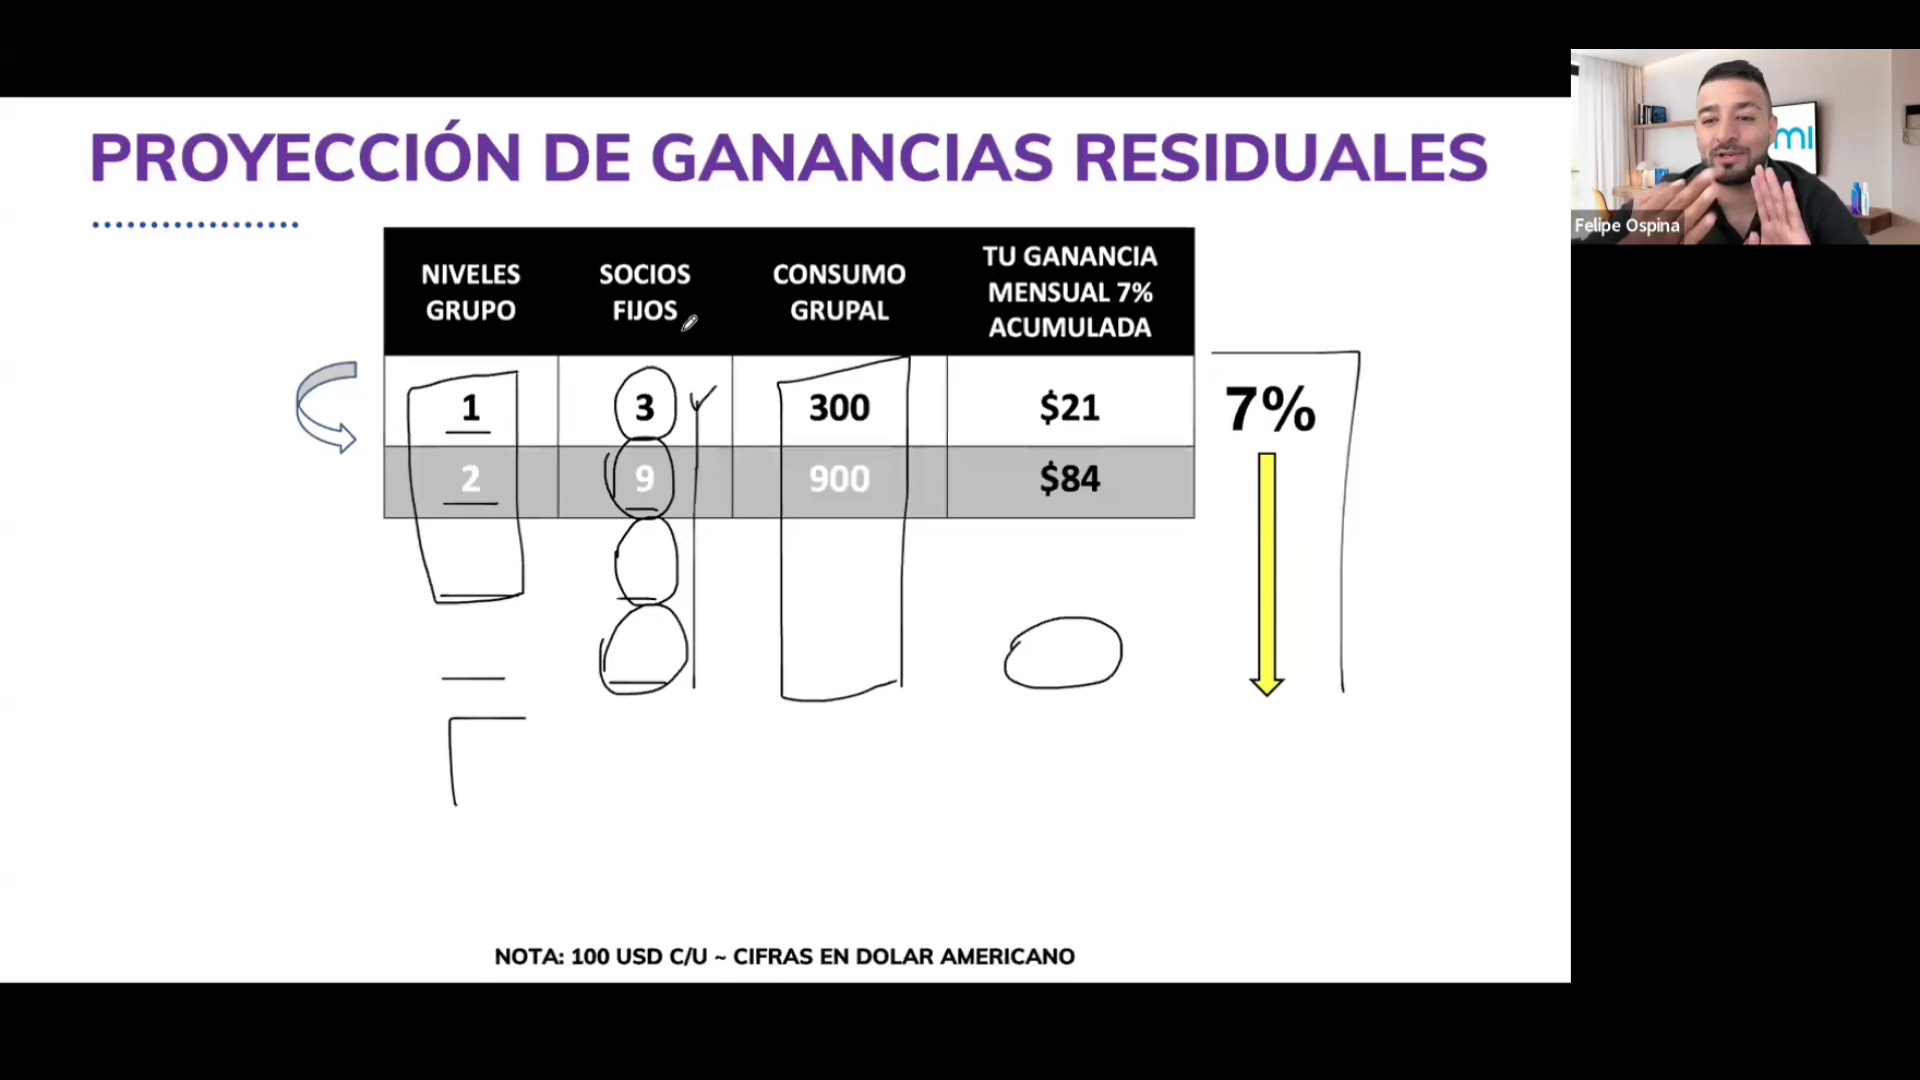 PROYECCIÓN DE GANANCIAS RESIDUALES
NIVELES GRUPO
SOCIOS FIJOS
CONSUMO GRUPAL
TU GANANCIA MENSUAL 7% ACUMULADA
1 3 300 $21 7%
2 9 900 $84
NOTA: 100 USD C/U ~ CIFRAS EN DOLAR AMERICANO
Felipe Ospina